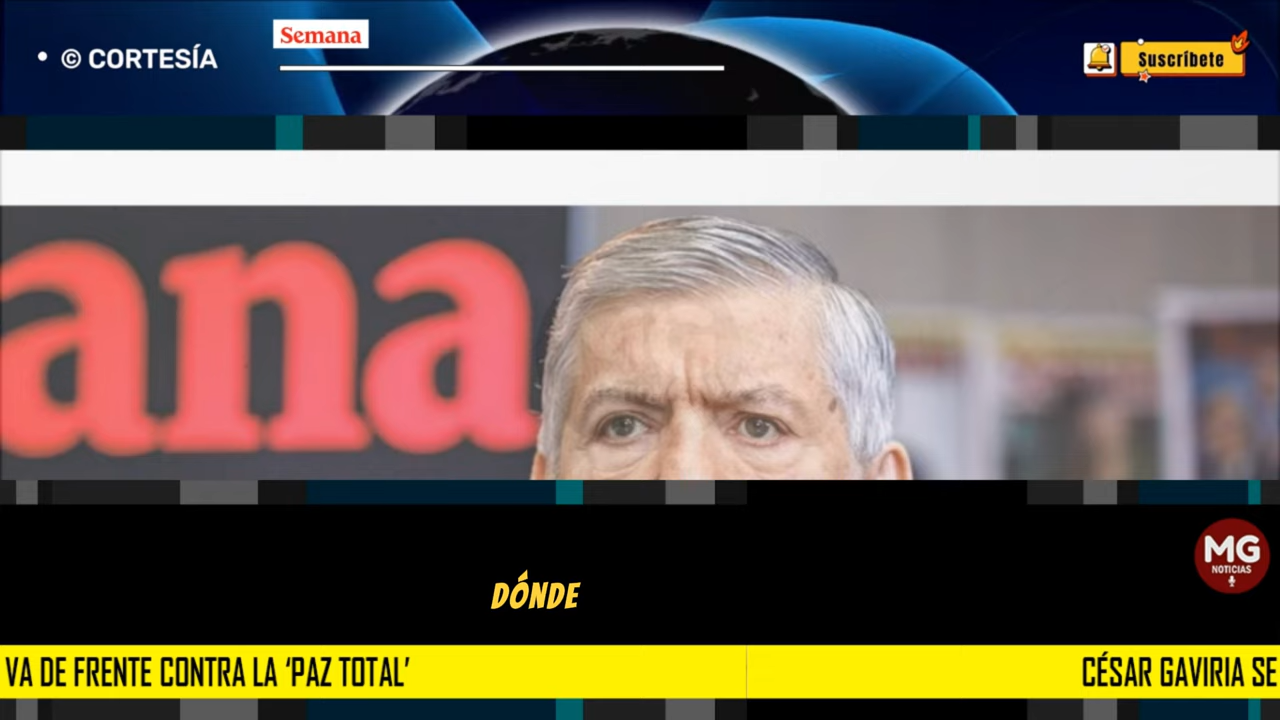 • © CORTESÍA
Semana
Suscríbete
ana
MG
NOTICIAS
DÓNDE
VA DE FRENTE CONTRA LA ‘PAZ TOTAL’
CÉSAR GAVIRIA SE